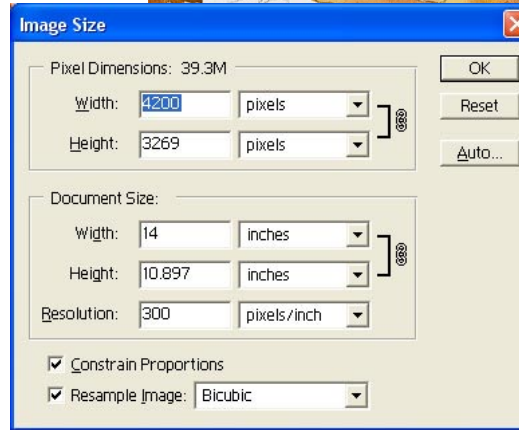 Image Size
Pixel Dimensions: 39.3M
OK
Width: 4200 pixels
Reset
Height: 3269 pixels
Auto...
Document Size:
Width: 14 inches
Height: 10.897 inches
Resolution: 300 pixels/inch
Constrain Proportions
Resample Image: Bicubic